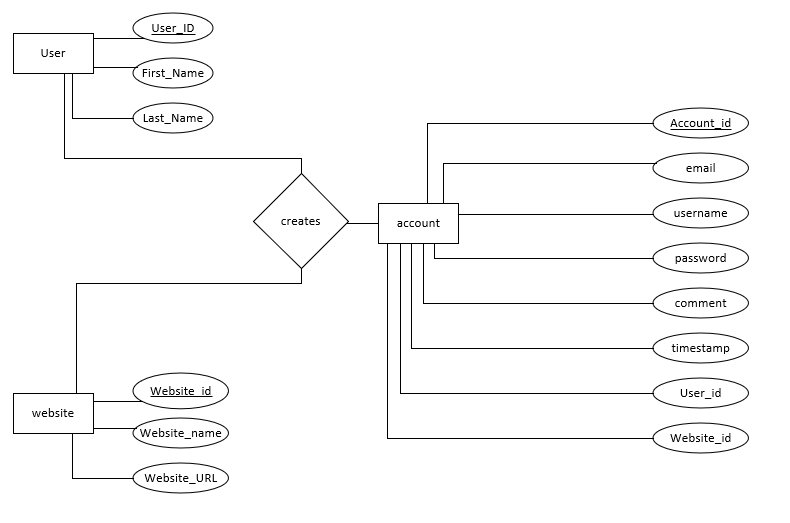 User_ID
User
First_Name
Last_Name
Account_id
email
creates
account
username
password
comment
timestamp
User_id
Website_id
website
Website_name
Website_id
Website_URL